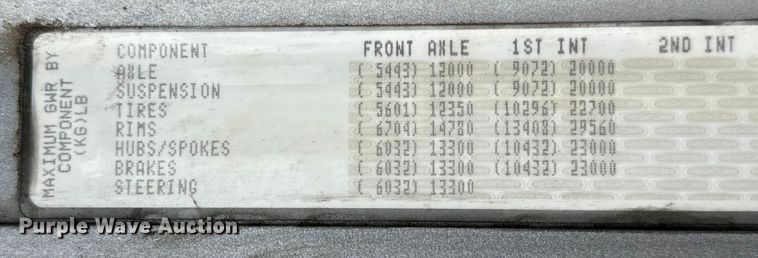 MAXIMUM GWR BY
COMPONENT
(KG)LB
COMPONENT FRONT AXLE 1ST INT 2ND INT
AXLE ( 5443) 12000 ( 9072) 20000
SUSPENSION ( 5443) 12000 ( 9072) 20000
TIRES ( 5601) 12350 (10296) 22700
RIMS ( 6704) 14780 (13408) 29560
HUBS/SPOKES ( 6032) 13300 (10432) 23000
BRAKES ( 6032) 13300 (10432) 23000
STEERING ( 6032) 13300
Purple Wave Auction